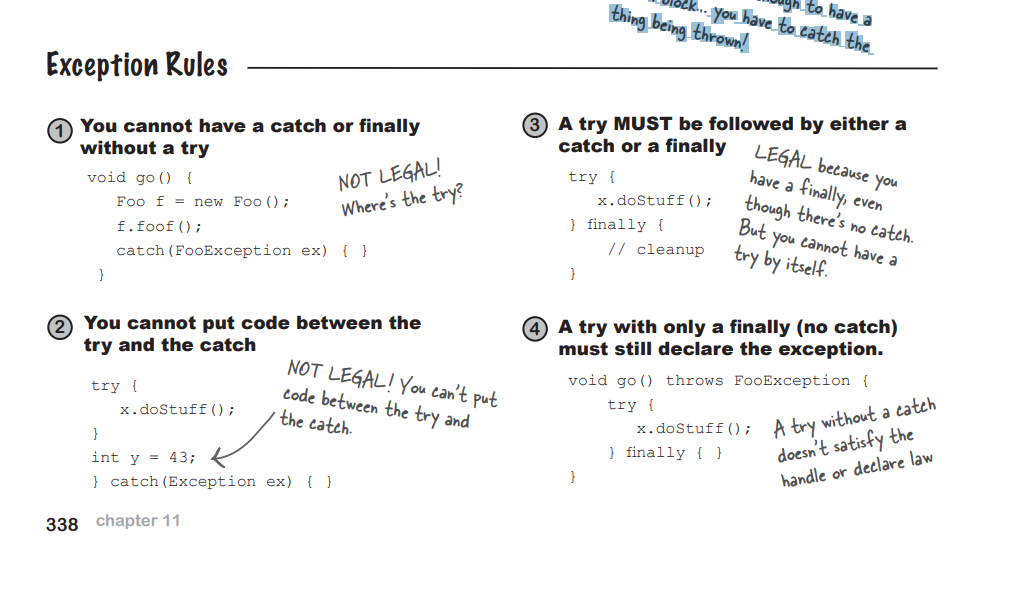 to have a
block... you have to catch the
thing being thrown!
Exception Rules
1 You cannot have a catch or finally
without a try
void go() {
Foo f = new Foo();
f.foof();
catch(FooException ex) { }
}
NOT LEGAL!
Where's the try?
2 You cannot put code between the
try and the catch
try {
x.doStuff();
}
int y = 43;
} catch(Exception ex) { }
NOT LEGAL! You can't put
code between the try and
the catch.
3 A try MUST be followed by either a
catch or a finally
try {
x.doStuff();
} finally {
// cleanup
}
LEGAL because you
have a finally, even
though there's no catch.
But you cannot have a
try by itself.
4 A try with only a finally (no catch)
must still declare the exception.
void go() throws FooException {
try {
x.doStuff();
} finally { }
}
A try without a catch
doesn't satisfy the
handle or declare law
338 chapter 11